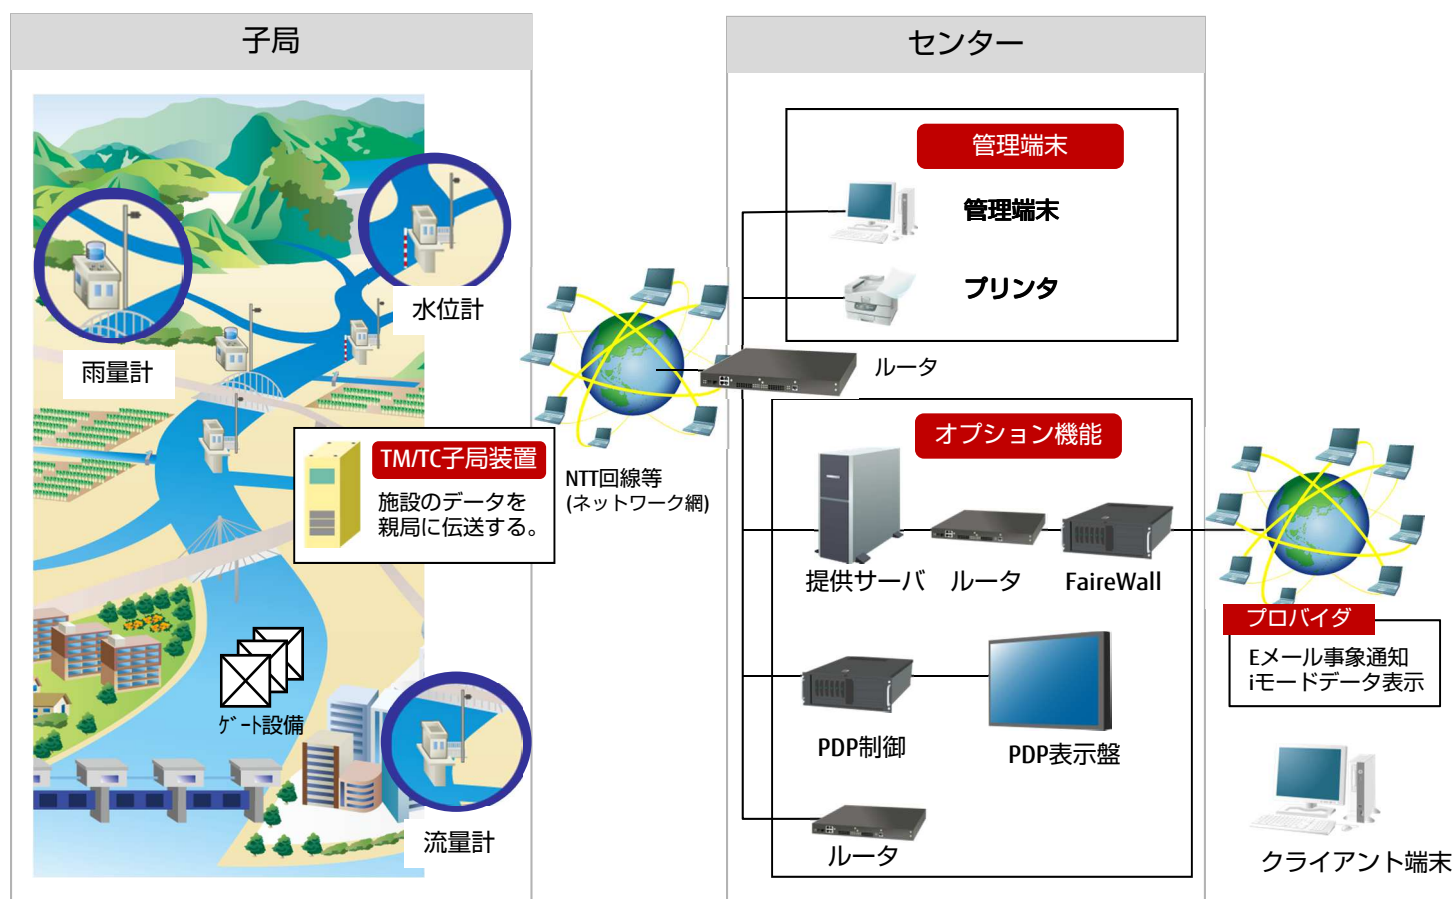 子局
水位計
雨量計
TM/TC子局装置
施設のデータを
親局に伝送する。
ｹﾞｰﾄ設備
流量計
NTT回線等
(ネットワーク網)
センター
管理端末
管理端末
プリンタ
ルータ
オプション機能
提供サーバ
ルータ
FaireWall
PDP制御
PDP表示盤
ルータ
プロバイダ
Eメール事象通知
iモードデータ表示
クライアント端末